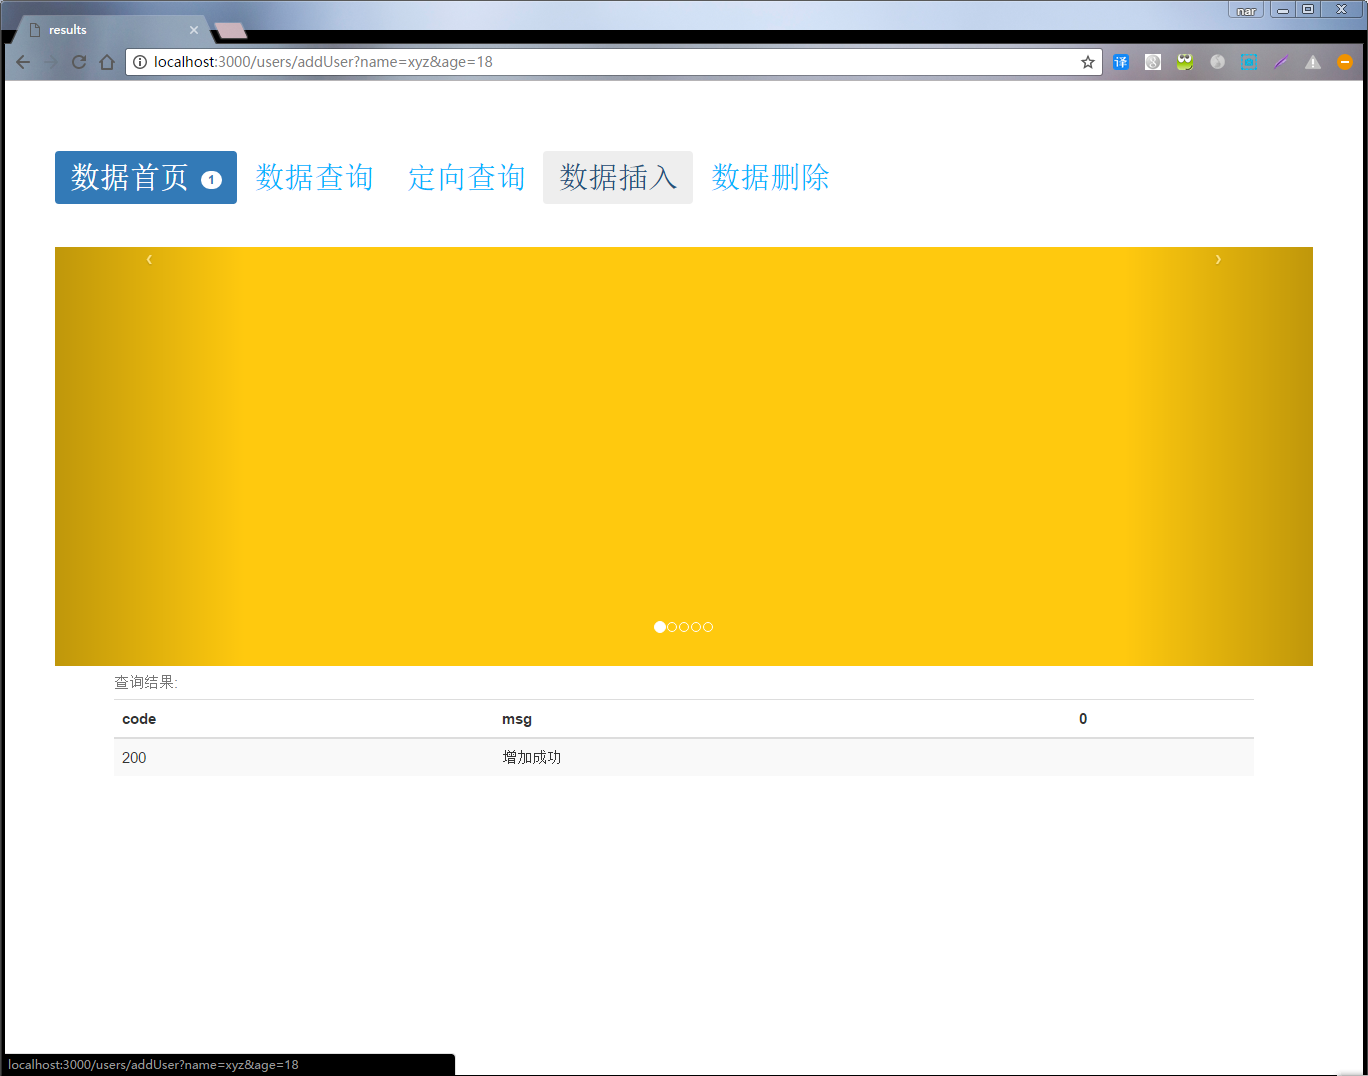 nar
results
localhost:3000/users/addUser?name=xyz&age=18
译
数据首页 1 数据查询 定向查询 数据插入 数据删除
‹ ›
查询结果:
code msg 0
200 增加成功
localhost:3000/users/addUser?name=xyz&age=18